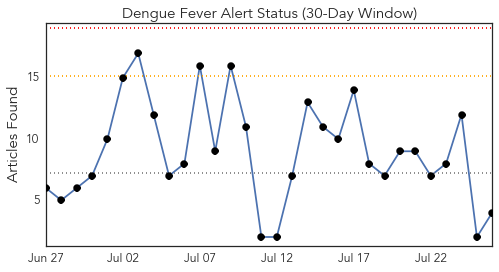 Dengue Fever Alert Status (30-Day Window)
Articles Found
15
10
5
Jun 27 Jul 02 Jul 07 Jul 12 Jul 17 Jul 22